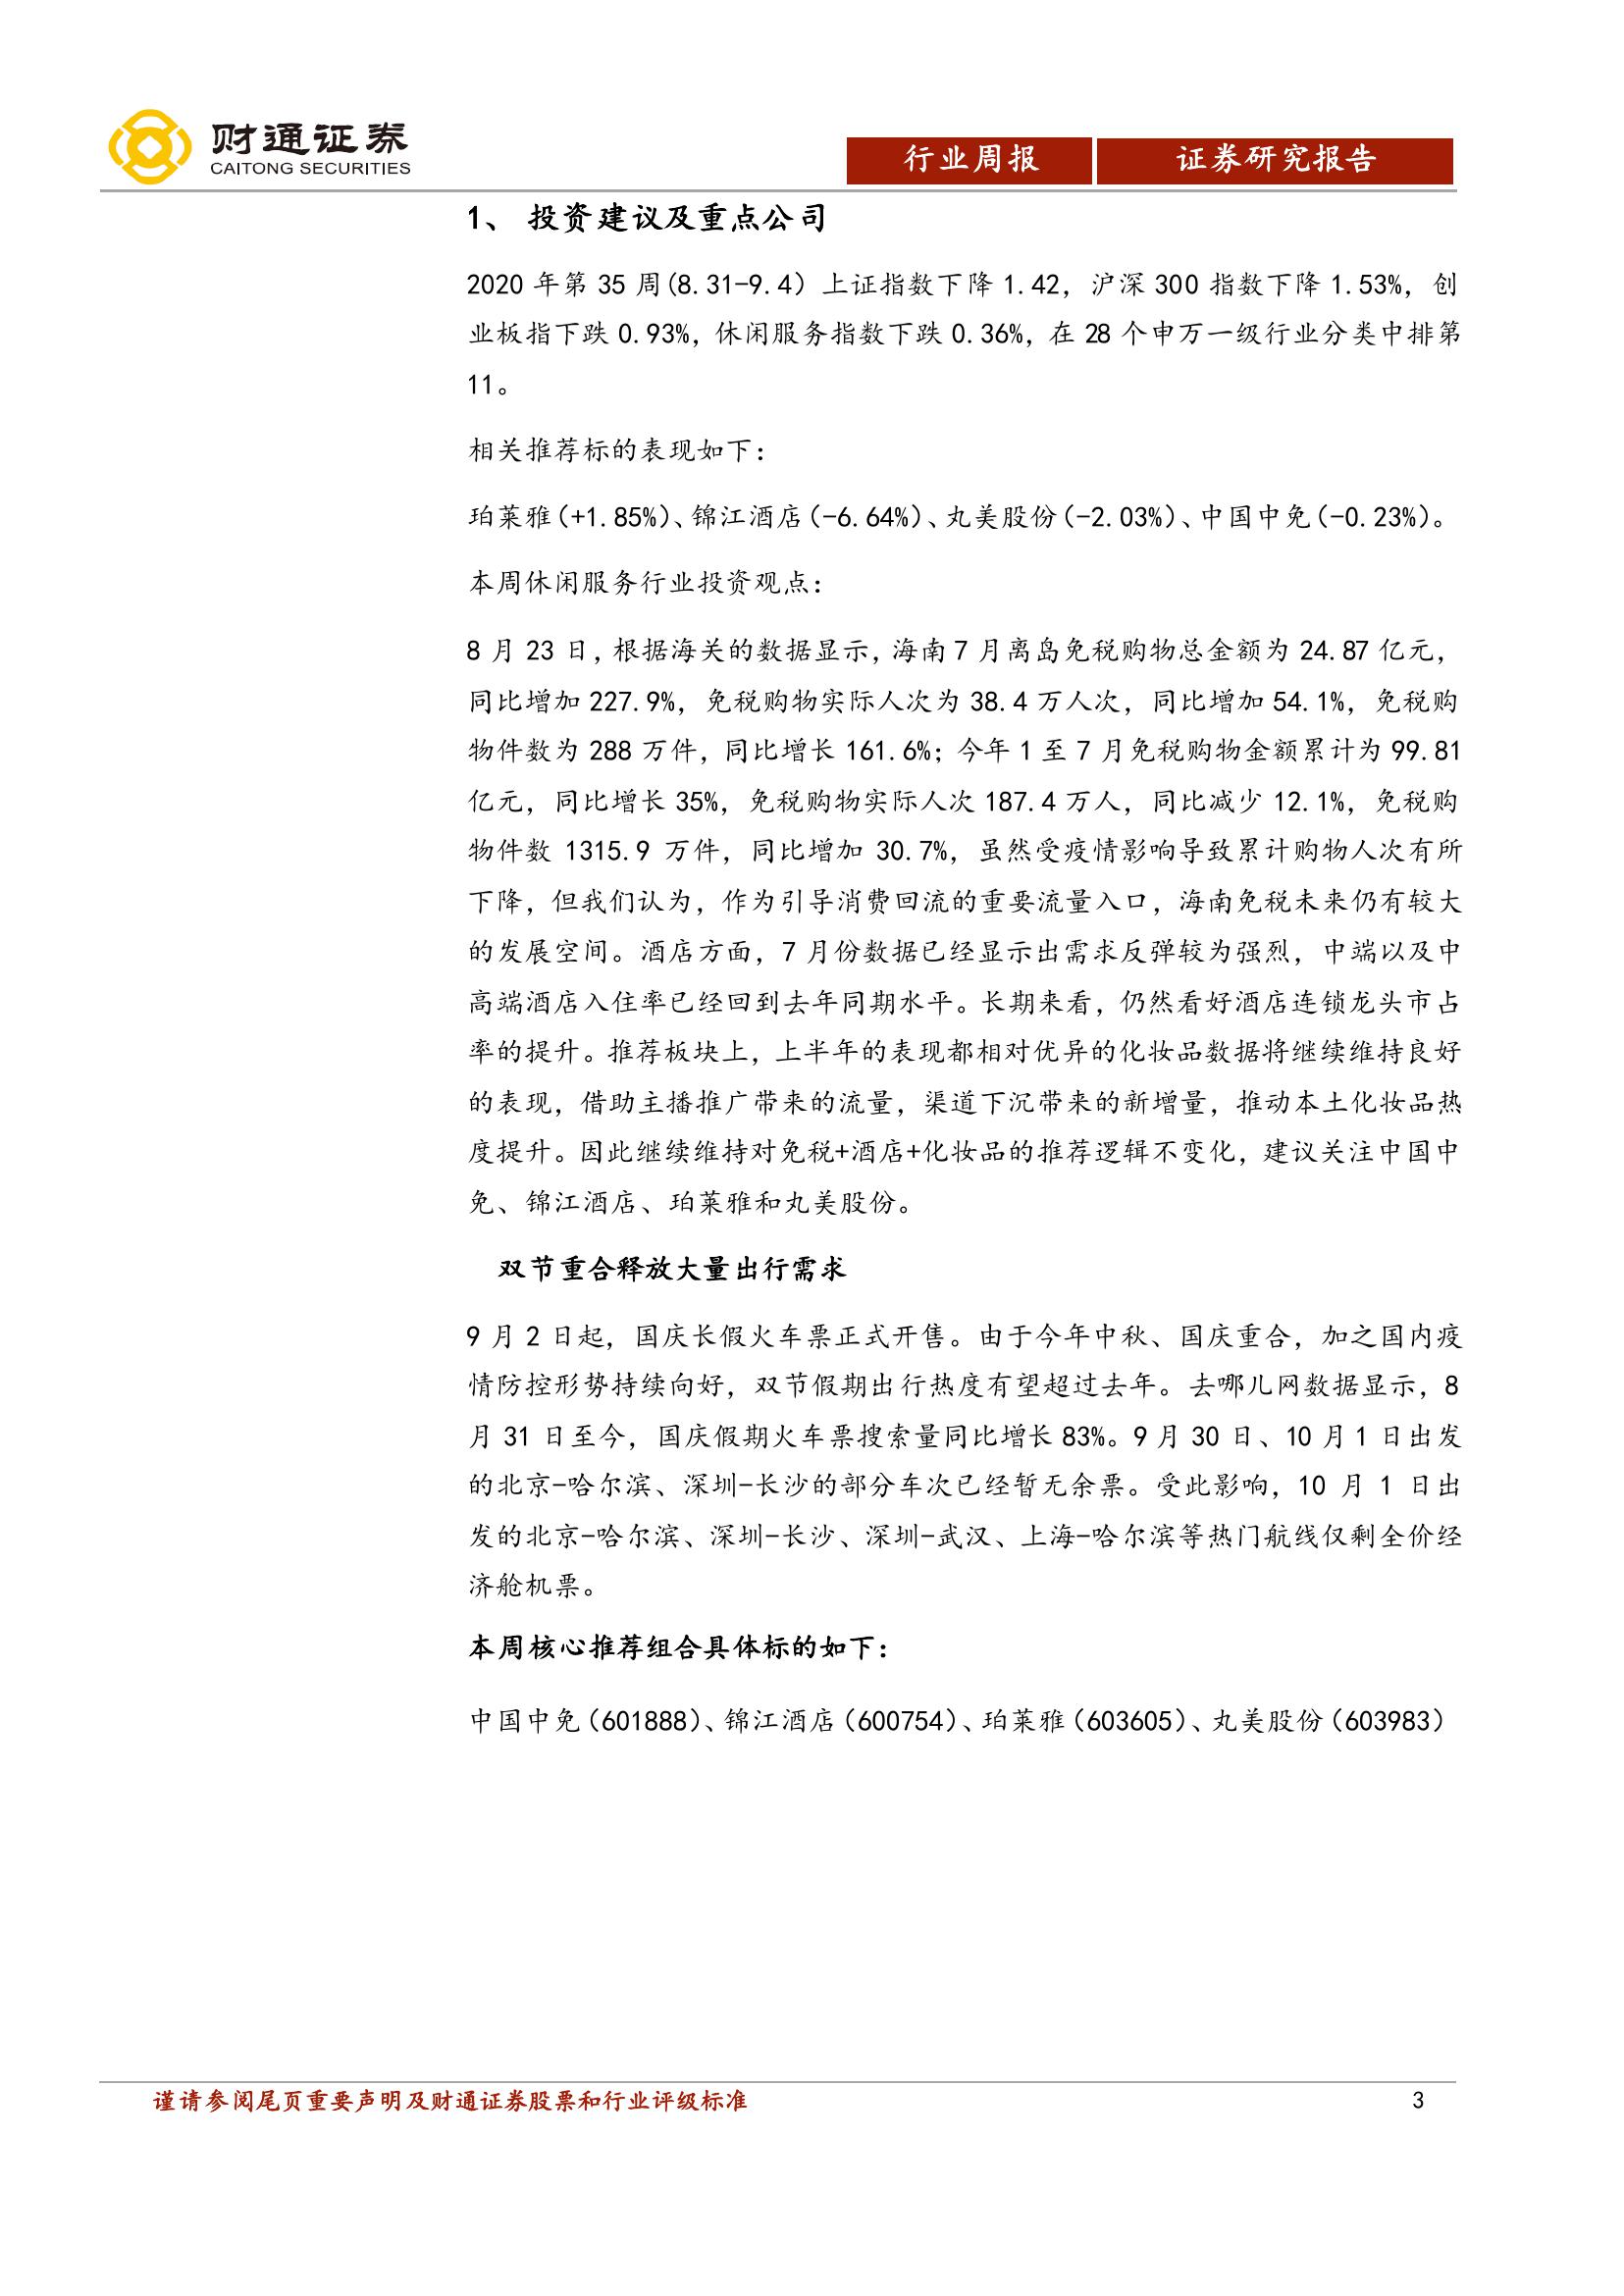 财通证券
CAITONG SECURITIES
行业周报
证券研究报告
1、 投资建议及重点公司
2020 年第 35 周(8.31-9.4) 上证指数下降 1.42, 沪深 300 指数下降 1.53%, 创
业板指下跌 0.93%, 休闲服务指数下跌 0.36%, 在 28 个申万一级行业分类中排第
11。
相关推荐标的表现如下:
珀莱雅(+1.85%)、锦江酒店(-6.64%)、丸美股份(-2.03%)、中国中免(-0.23%)。
本周休闲服务行业投资观点:
8 月 23 日, 根据海关的数据显示, 海南 7 月离岛免税购物总金额为 24.87 亿元,
同比增加 227.9%, 免税购物实际人次为 38.4 万人次, 同比增加 54.1%, 免税购
物件数为 288 万件, 同比增长 161.6%; 今年 1 至 7 月免税购物金额累计为 99.81
亿元, 同比增长 35%, 免税购物实际人次 187.4 万人, 同比减少 12.1%, 免税购
物件数 1315.9 万件, 同比增加 30.7%, 虽然受疫情影响导致累计购物人次有所
下降, 但我们认为, 作为引导消费回流的重要流量入口, 海南免税未来仍有较大
的发展空间。酒店方面, 7 月份数据已经显示出需求反弹较为强烈, 中端以及中
高端酒店入住率已经回到去年同期水平。长期来看, 仍然看好酒店连锁龙头市占
率的提升。推荐板块上, 上半年的表现都相对优异的化妆品数据将继续维持良好
的表现, 借助主播推广带来的流量, 渠道下沉带来的新增量, 推动本土化妆品热
度提升。因此继续维持对免税+酒店+化妆品的推荐逻辑不变化, 建议关注中国中
免、锦江酒店、珀莱雅和丸美股份。
双节重合释放大量出行需求
9 月 2 日起, 国庆长假火车票正式开售。由于今年中秋、国庆重合, 加之国内疫
情防控形势持续向好, 双节假期出行热度有望超过去年。去哪儿网数据显示, 8
月 31 日至今, 国庆假期火车票搜索量同比增长 83%。9 月 30 日、10 月 1 日出发
的北京-哈尔滨、深圳-长沙的部分车次已经暂无余票。受此影响, 10 月 1 日出
发的北京-哈尔滨、深圳-长沙、深圳-武汉、上海-哈尔滨等热门航线仅剩全价经
济舱机票。
本周核心推荐组合具体标的如下:
中国中免(601888)、锦江酒店(600754)、珀莱雅(603605)、丸美股份(603983)
谨请参阅尾页重要声明及财通证券股票和行业评级标准
3